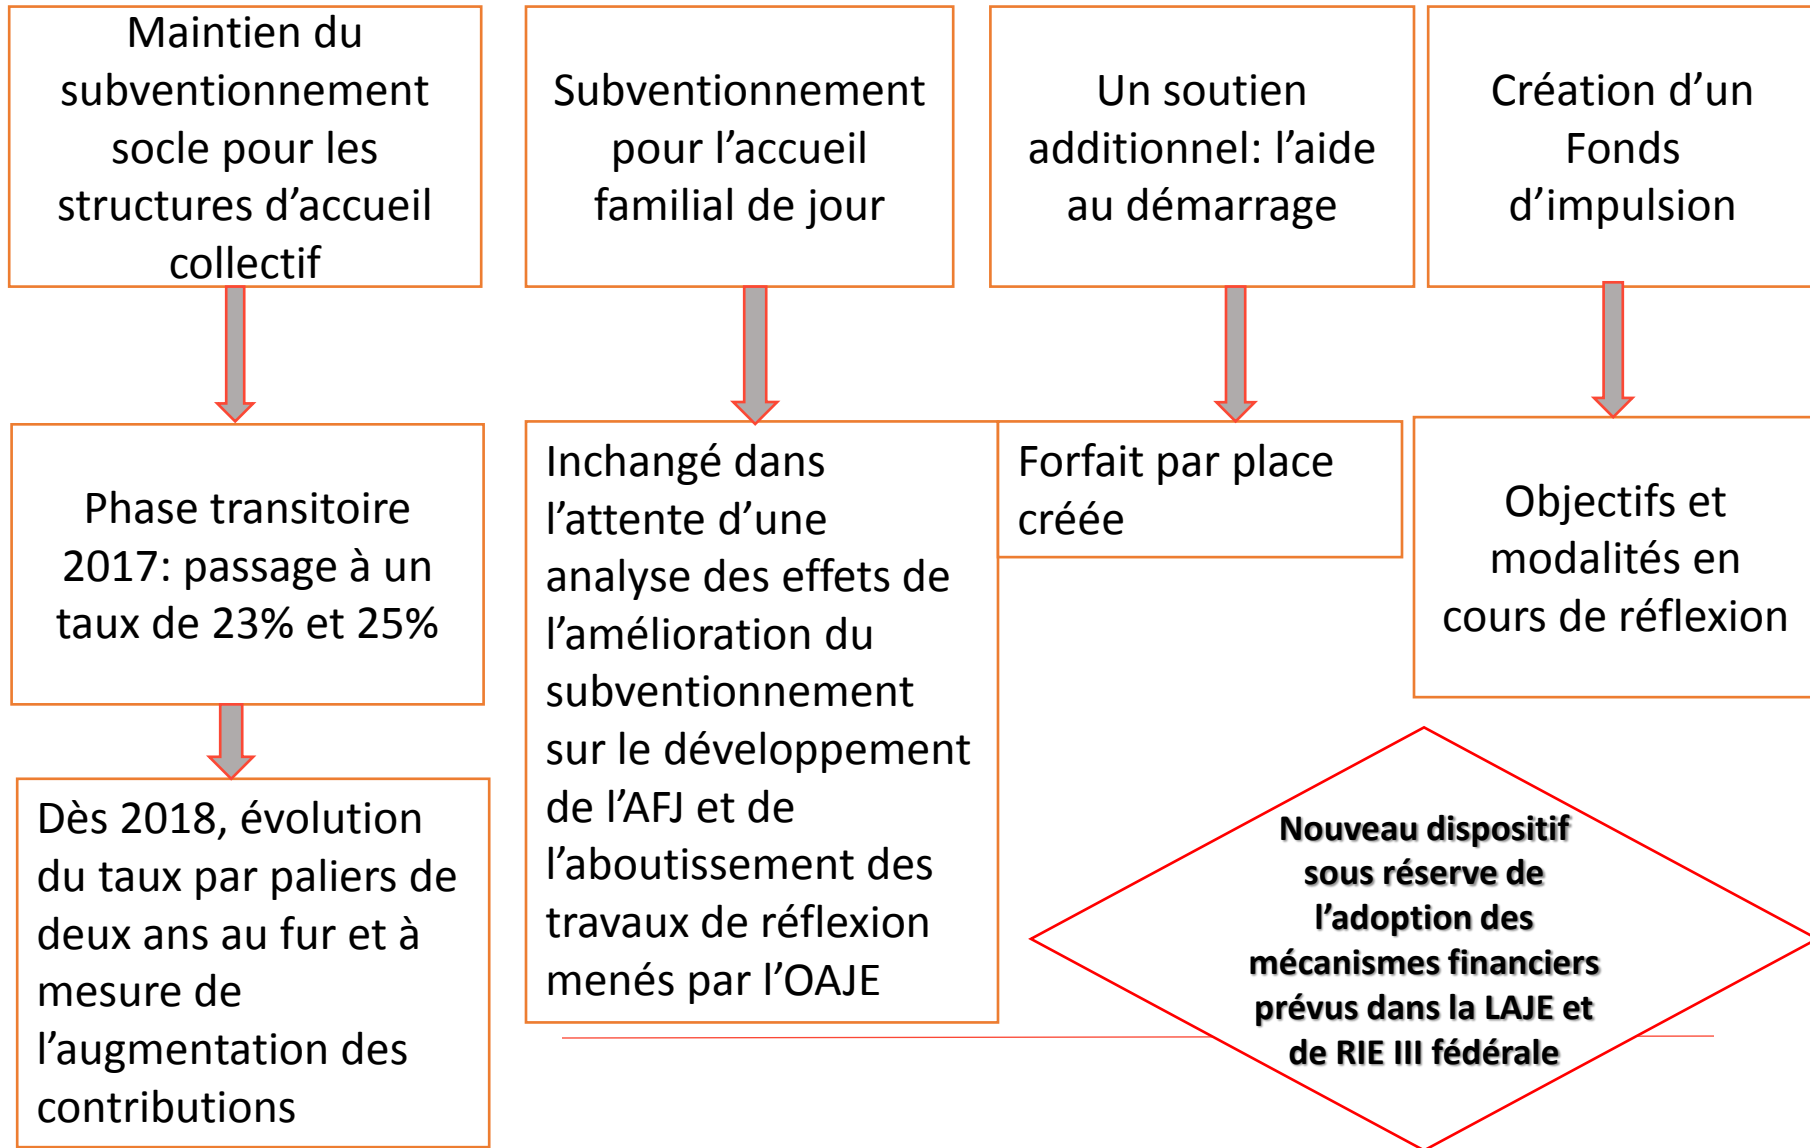 Maintien du
subventionnement
socle pour les
structures d’accueil
collectif
Subventionnement
pour l’accueil
familial de jour
Un soutien
additionnel: l’aide
au démarrage
Création d’un
Fonds
d’impulsion
Phase transitoire
2017: passage à un
taux de 23% et 25%
Inchangé dans
l’attente d’une
analyse des effets de
l’amélioration du
subventionnement
sur le développement
de l’AFJ et de
l’aboutissement des
travaux de réflexion
menés par l’OAJE
Forfait par place
créée
Objectifs et
modalités en
cours de réflexion
Dès 2018, évolution
du taux par paliers de
deux ans au fur et à
mesure de
l’augmentation des
contributions
Nouveau dispositif
sous réserve de
l’adoption des
mécanismes financiers
prévus dans la LAJE et
de RIE III fédérale